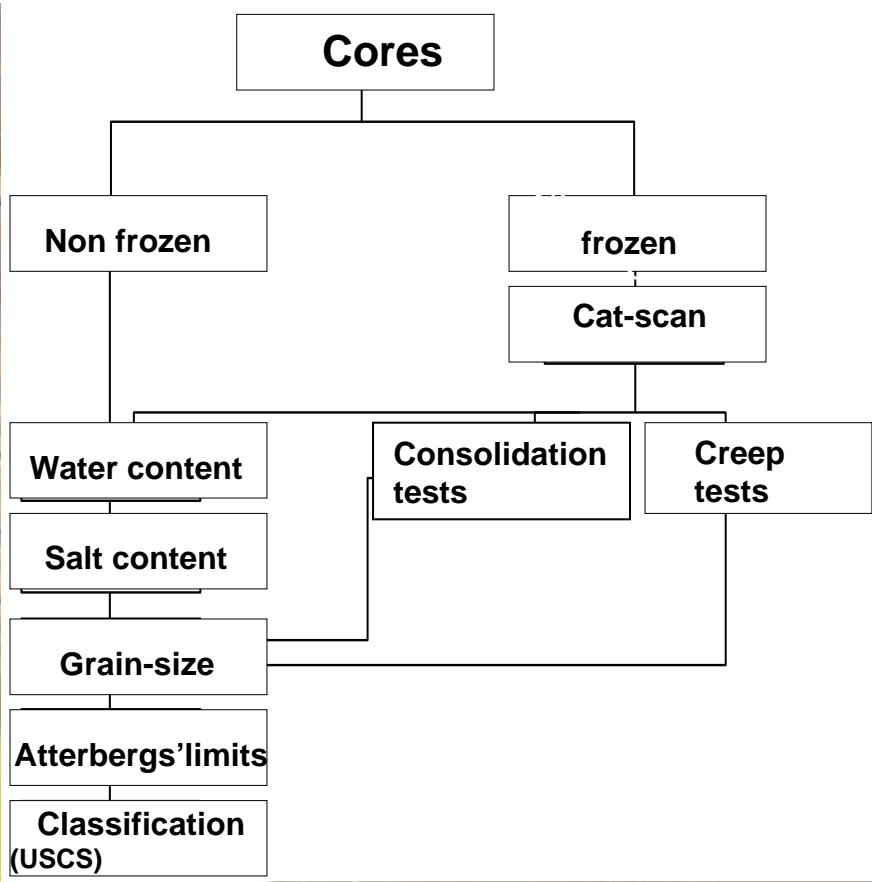 Cores
Non frozen
frozen
Cat-scan
Water content
Consolidation
tests
Creep
tests
Salt content
Grain-size
Atterbergs’limits
Classification
(USCS)